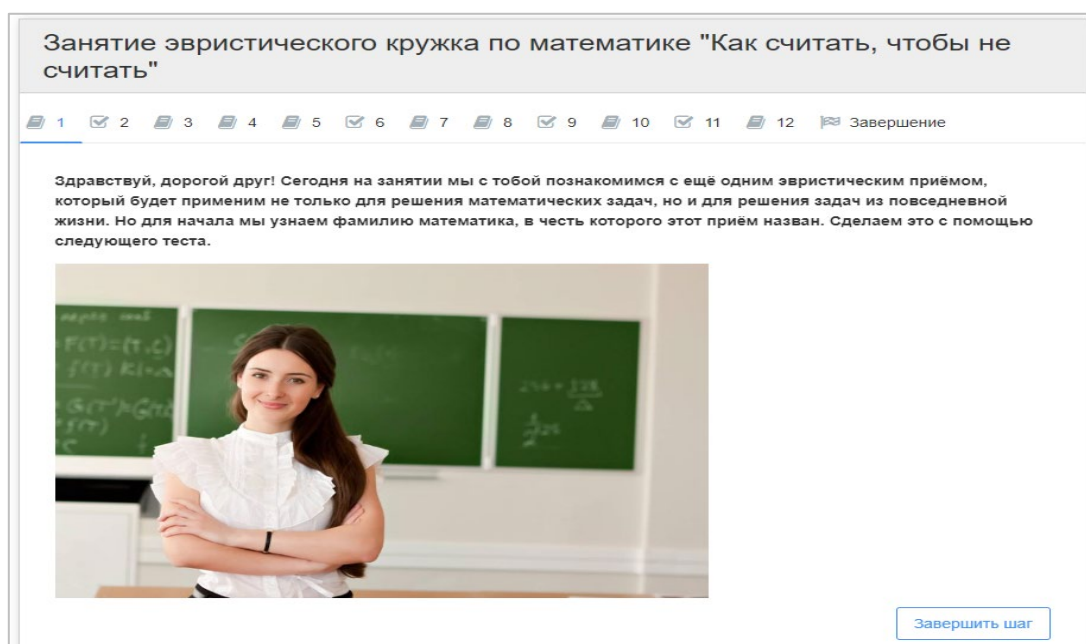 Занятие эвристического кружка по математике "Как считать, чтобы не
считать"
1 2 3 4 5 6 7 8 9 10 11 12 Завершение
Здравствуй, дорогой друг! Сегодня на занятии мы с тобой познакомимся с ещё одним эвристическим приёмом,
который будет применим не только для решения математических задач, но и для решения задач из повседневной
жизни. Но для начала мы узнаем фамилию математика, в честь которого этот приём назван. Сделаем это с помощью
следующего теста.
Завершить шаг